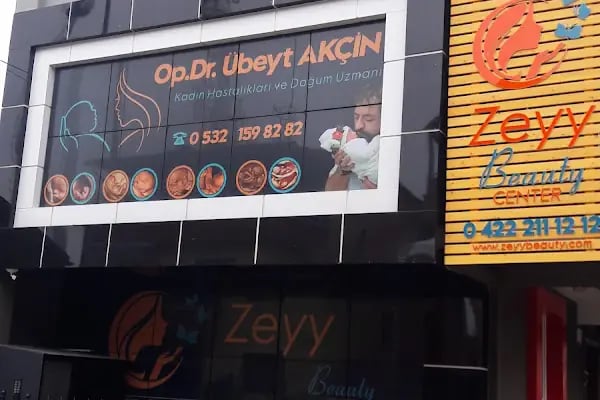 Op.Dr. Übeyt AKÇİN
Kadın Hastalıkları ve Doğum Uzmanı
0 532 159 82 82
Zeyy
Beauty
CENTER
0 422 211 12 12
www.zeyybeauty.com
Zeyy
Beauty